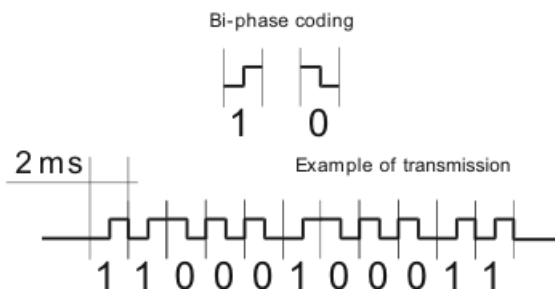 Bi-phase coding
1 0
2 ms
Example of transmission
1 1 0 0 0 1 0 0 0 1 1